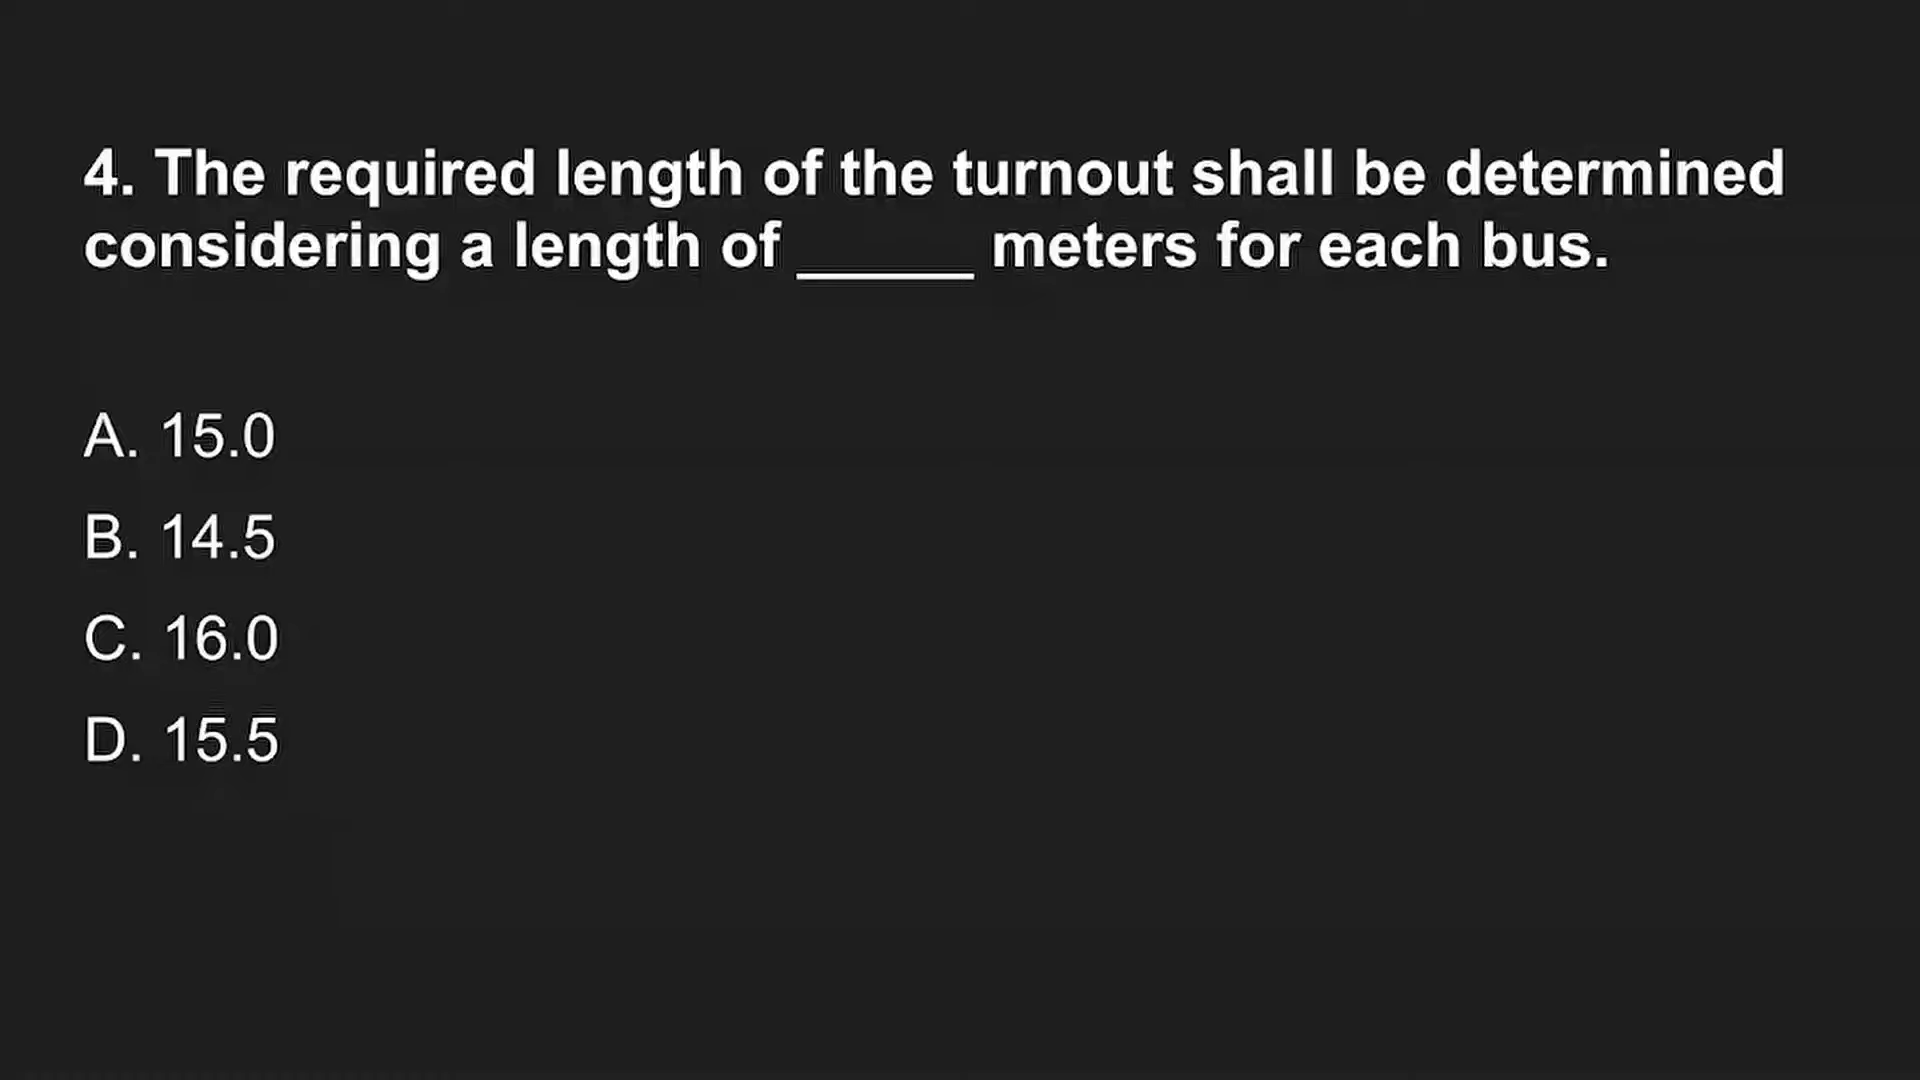 4. The required length of the turnout shall be determined
considering a length of _____ meters for each bus.
A. 15.0
B. 14.5
C. 16.0
D. 15.5